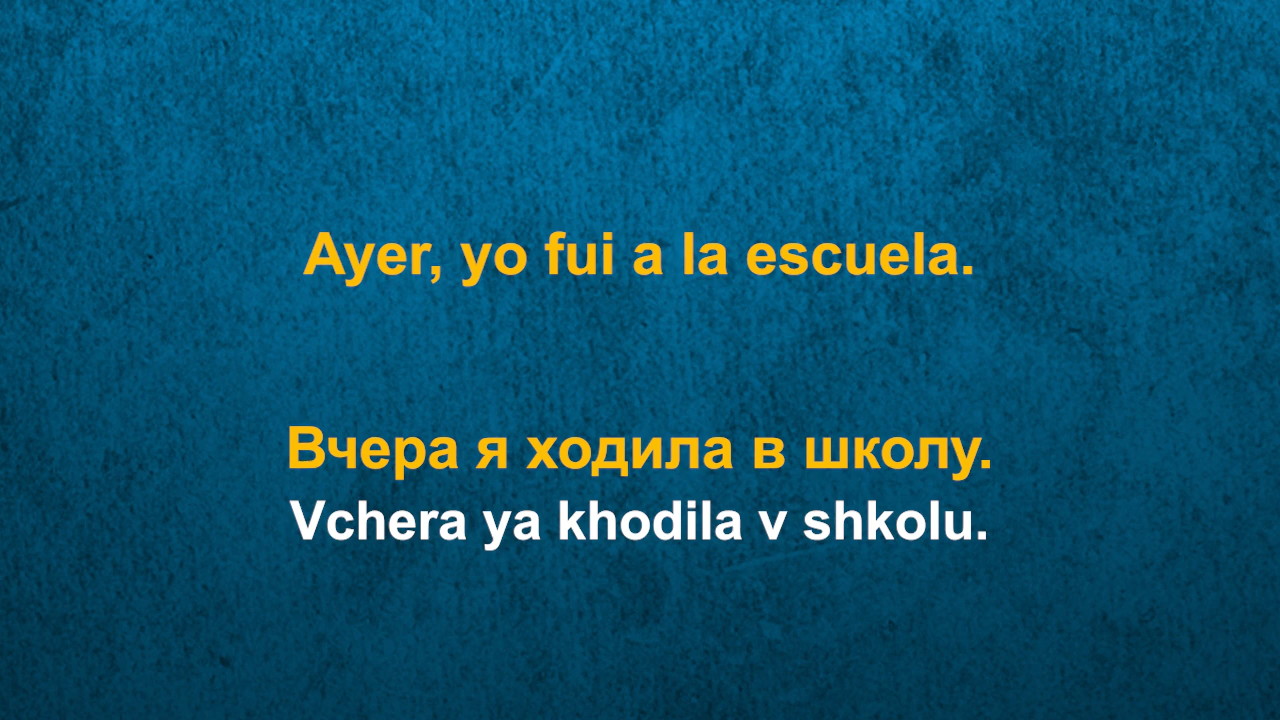 Ayer, yo fui a la escuela.
Вчера я ходила в школу.
Vchera ya khodila v shkolu.